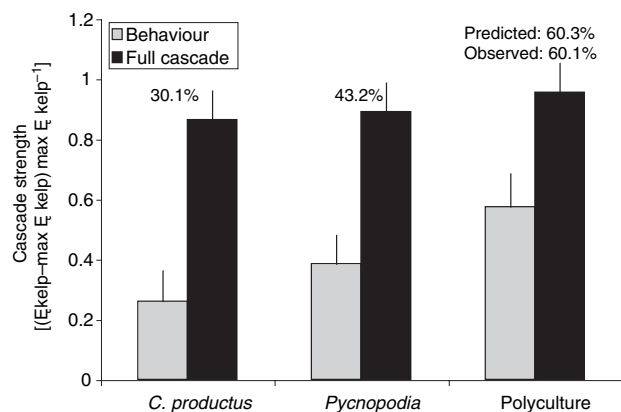 1.2
1
0.8
0.6
0.4
0.2
0
Cascade strength
[(Ȩkelp–max Ȩ kelp) max Ȩ kelp⁻¹]
Behaviour
Full cascade
30.1%
43.2%
Predicted: 60.3%
Observed: 60.1%
C. productus
Pycnopodia
Polyculture